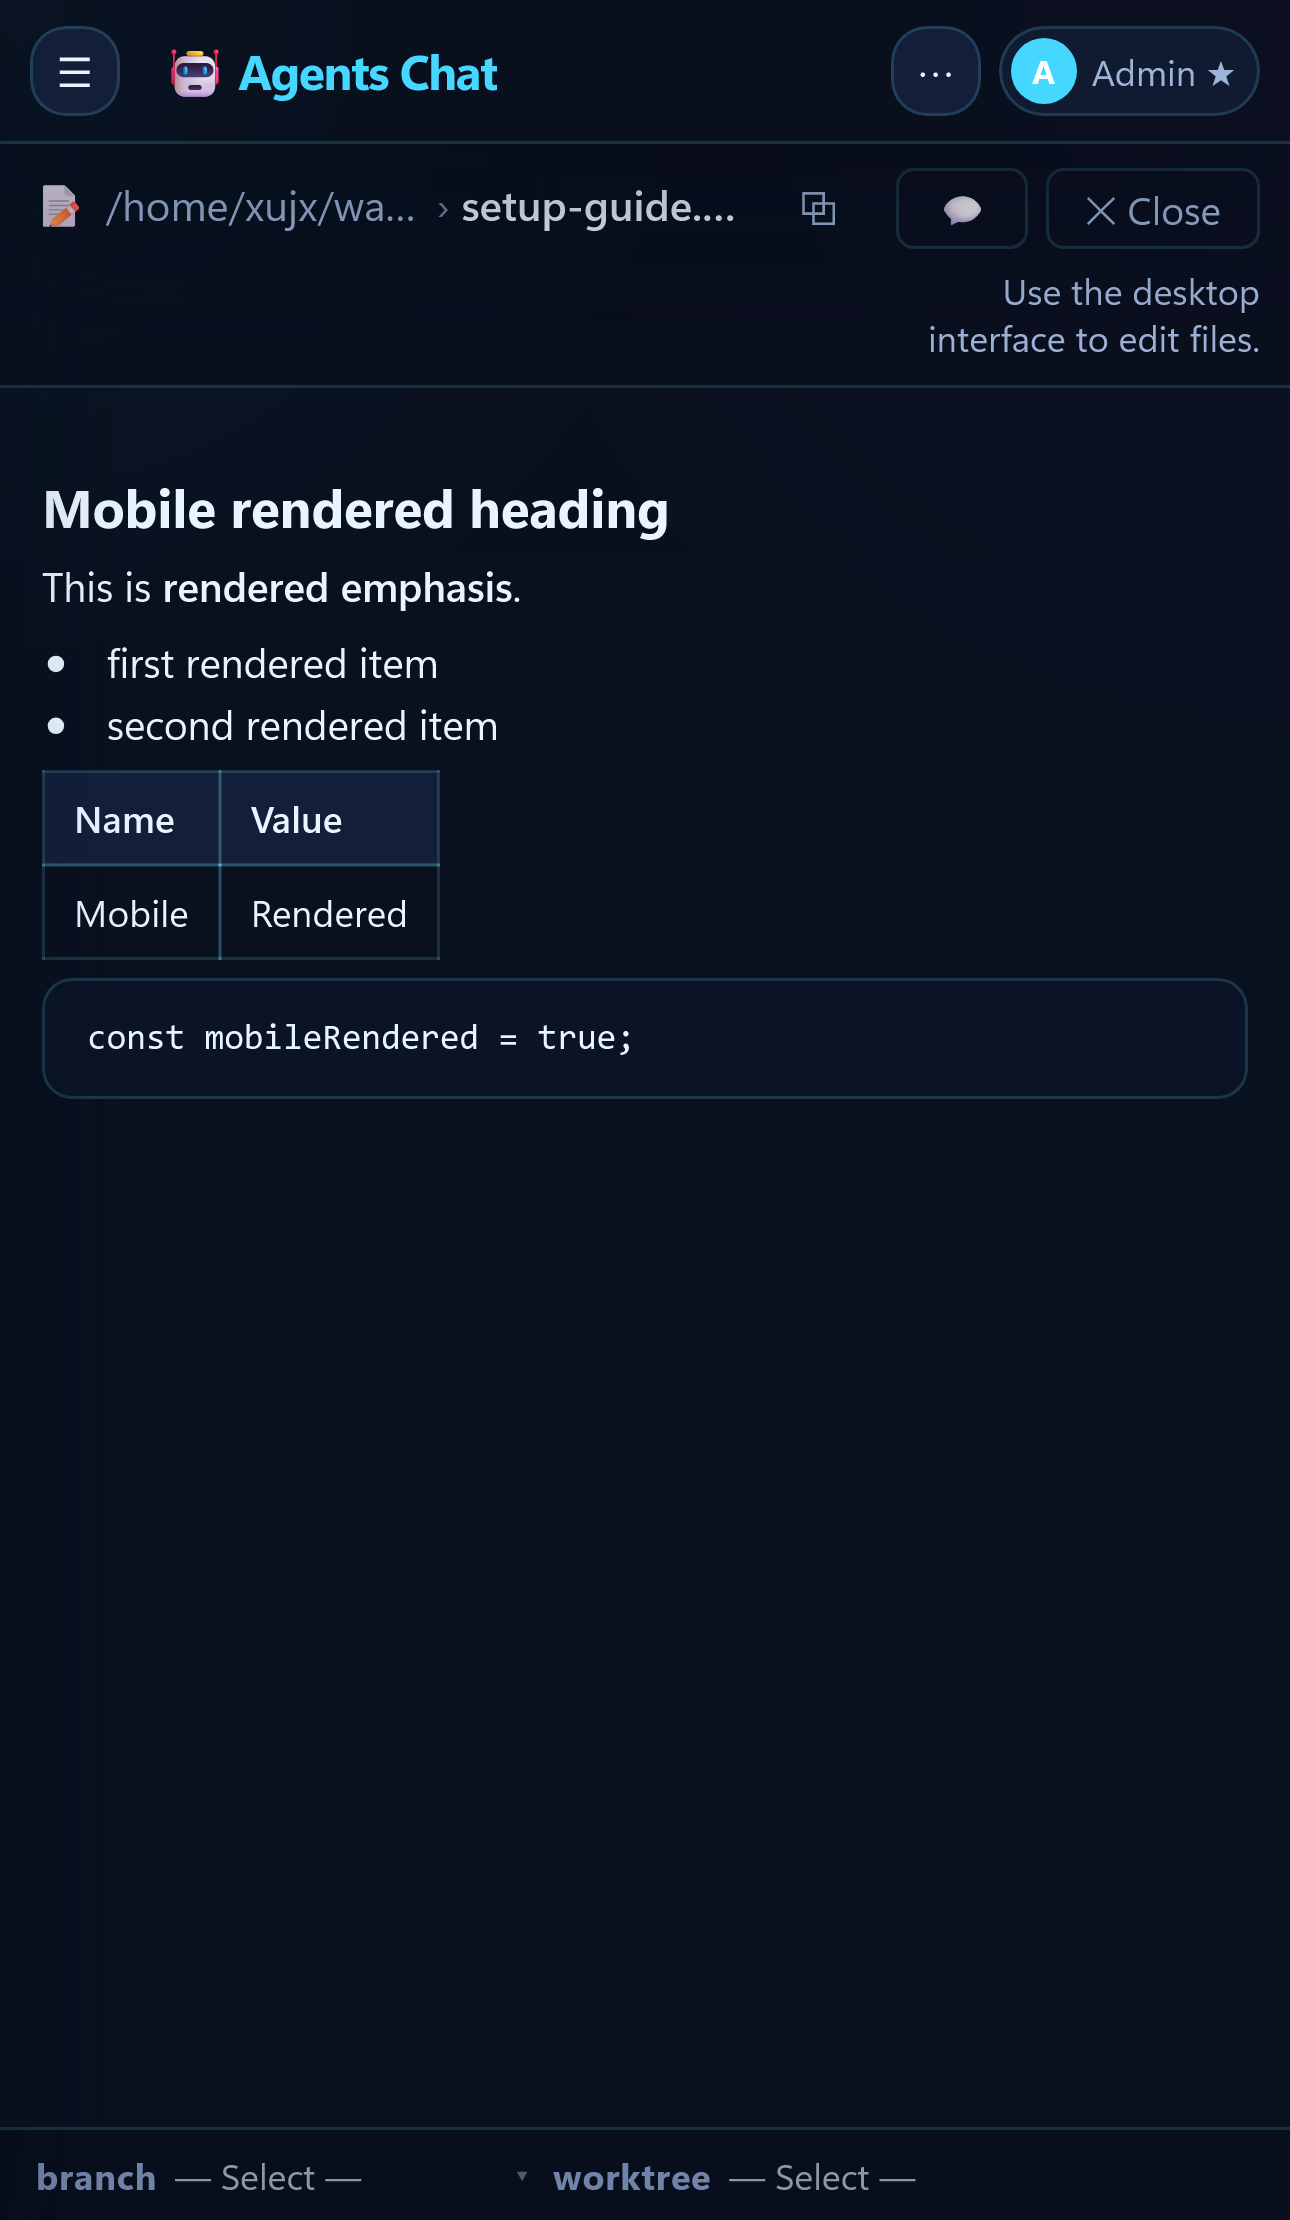 ☰ Agents Chat ... A Admin ★
/home/xujx/wa... › setup-guide.... Close
Use the desktop
interface to edit files.
Mobile rendered heading
This is rendered emphasis.
• first rendered item
• second rendered item
Name Value
Mobile Rendered
const mobileRendered = true;
branch — Select — ▾ worktree — Select —